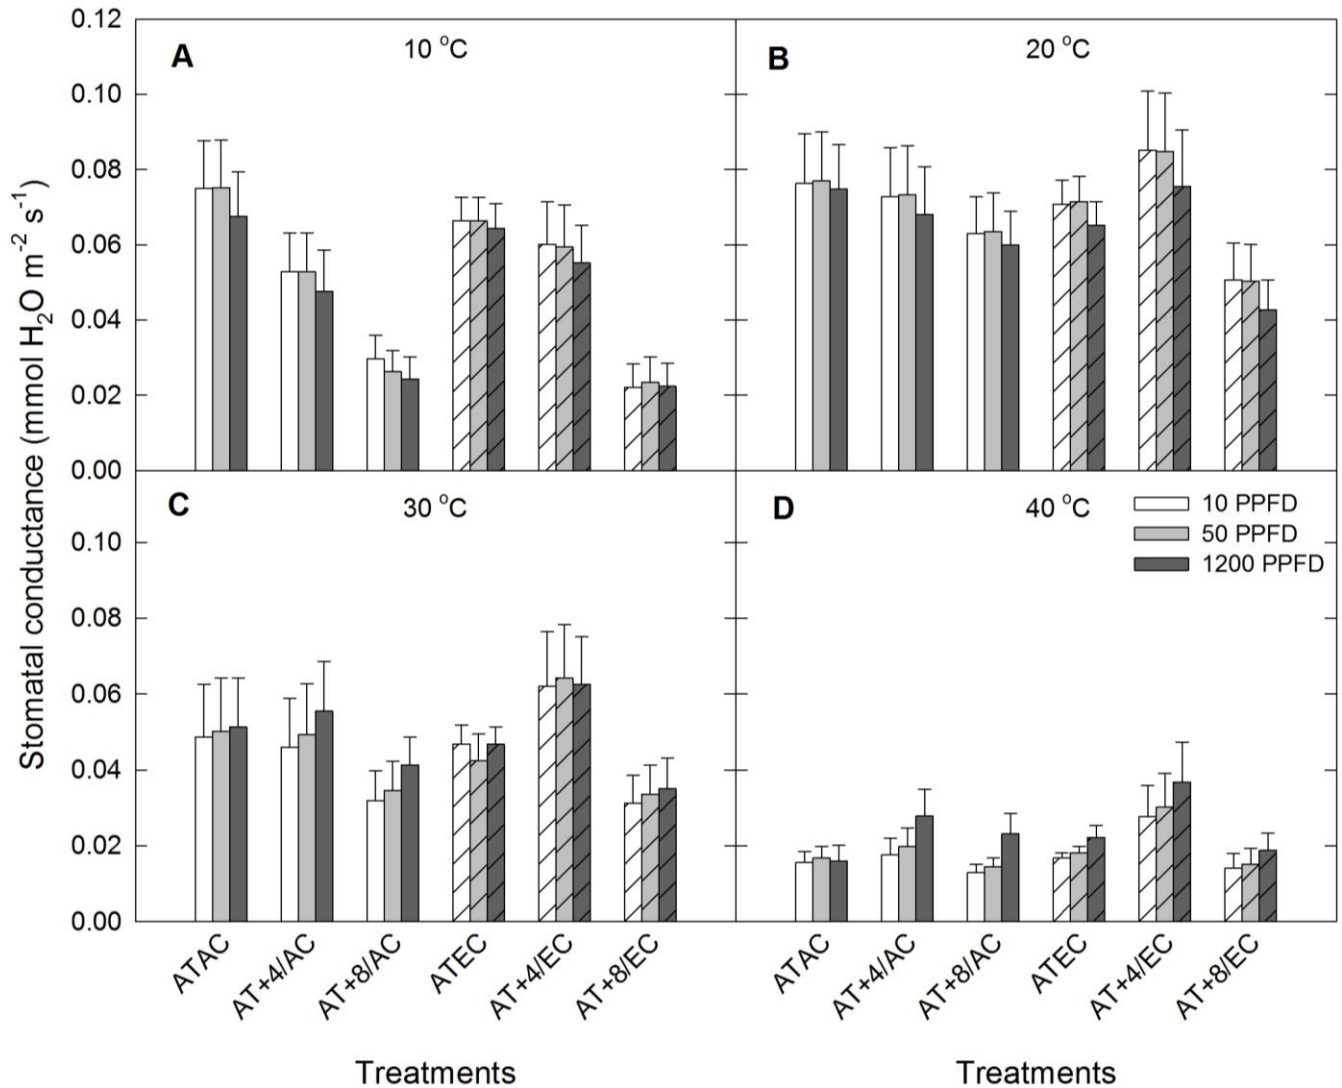 Stomatal conductance (mmol H₂O m⁻² s⁻¹)
0.12
0.10
0.08
0.06
0.04
0.02
0.00
A
10 °C
B
20 °C
0.10
0.08
0.06
0.04
0.02
0.00
C
30 °C
D
40 °C
10 PPFD
50 PPFD
1200 PPFD
ATAC
AT+4/AC
AT+8/AC
ATEC
AT+4/EC
AT+8/EC
ATAC
AT+4/AC
AT+8/AC
ATEC
AT+4/EC
AT+8/EC
Treatments
Treatments